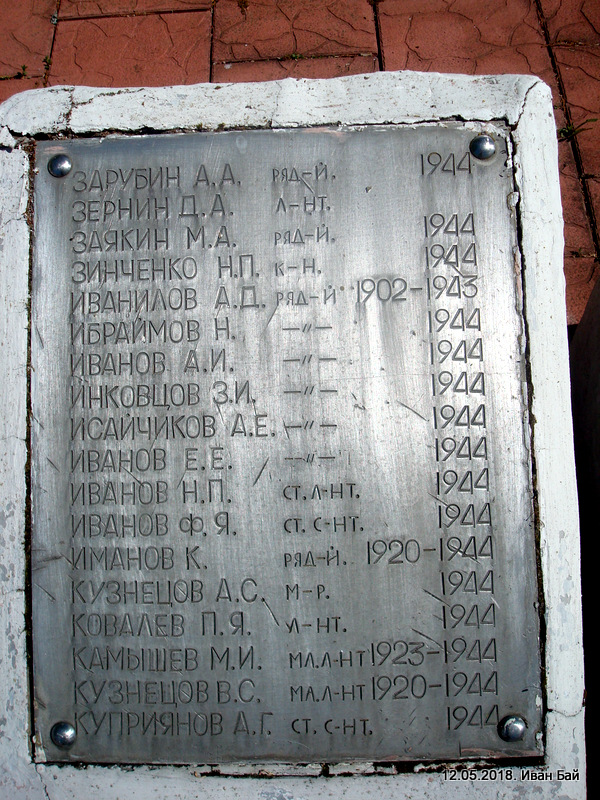 ЗАРУБИН А.А. РЯД-Й. 1944
ЗЕРНИН Д.А. Л-НТ.
ЗАЯКИН М.А. РЯД-Й. 1944
ЗИНЧЕНКО Н.П. К-Н. 1944
ИВАНИЛОВ А.Д. РЯД-Й 1902-1943
ИБРАЙМОВ Н. —"— 1944
ИВАНОВ А.И. —"— 1944
ИНКОВЦОВ З.И. —"— 1944
ИСАЙЧИКОВ А.Е. —"— 1944
ИВАНОВ Е.Е. —"— 1944
ИВАНОВ Н.П. СТ.Л-НТ. 1944
ИВАНОВ Ф.Я. СТ.С-НТ. 1944
ИМАНОВ К. РЯД-Й. 1920-1944
КУЗНЕЦОВ А.С. М-Р. 1944
КОВАЛЕВ П.Я. Л-НТ. 1944
КАМЫШЕВ М.И. МЛ.Л-НТ 1923-1944
КУЗНЕЦОВ В.С. МЛ.Л-НТ 1920-1944
КУПРИЯНОВ А.Г. СТ.С-НТ. 1944
12.05.2018. Иван Бай